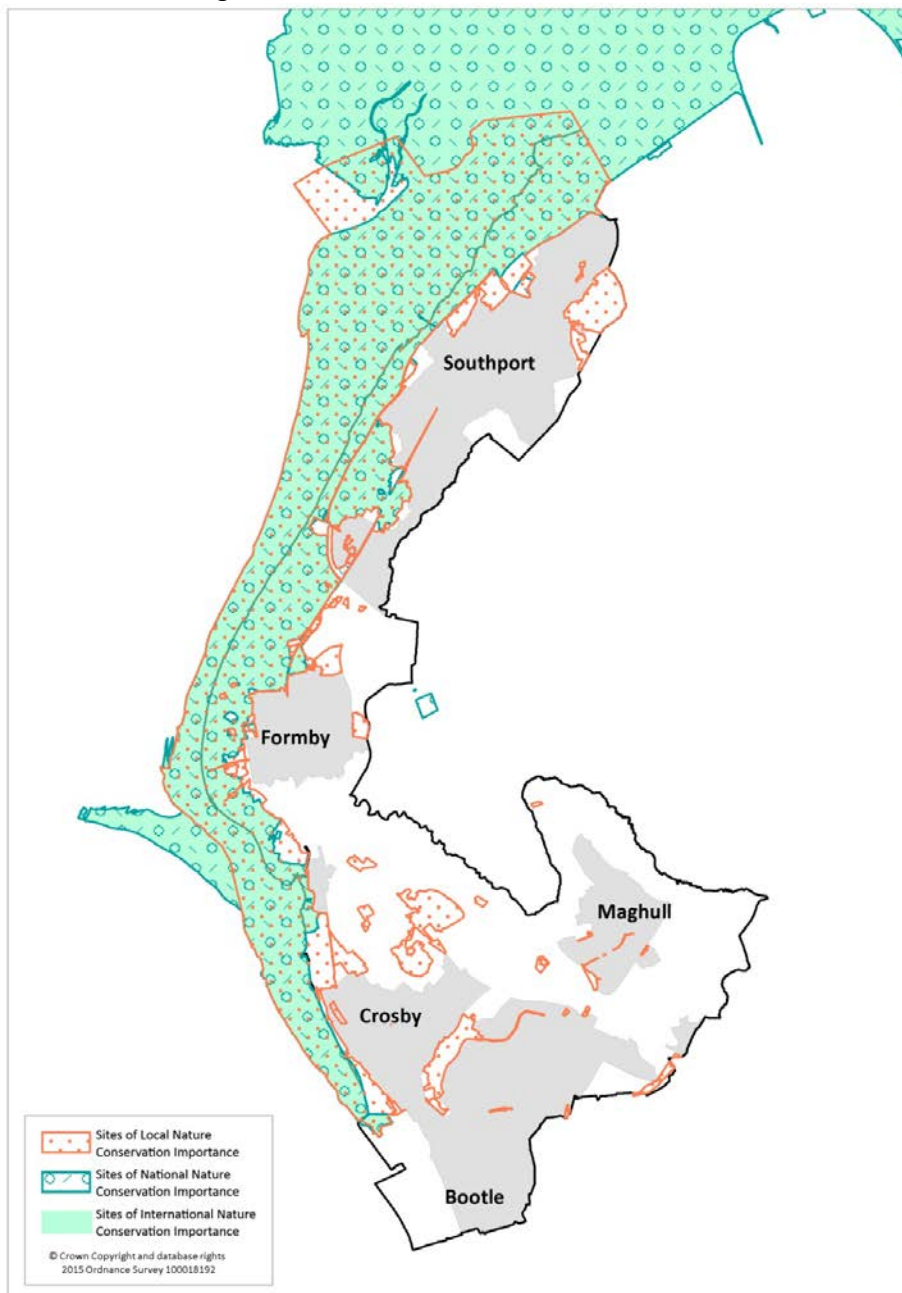 Southport
Formby
Maghull
Crosby
Bootle
Sites of Local Nature
Conservation Importance
Sites of National Nature
Conservation Importance
Sites of International Nature
Conservation Importance
© Crown Copyright and database rights
2015 Ordnance Survey 100018192